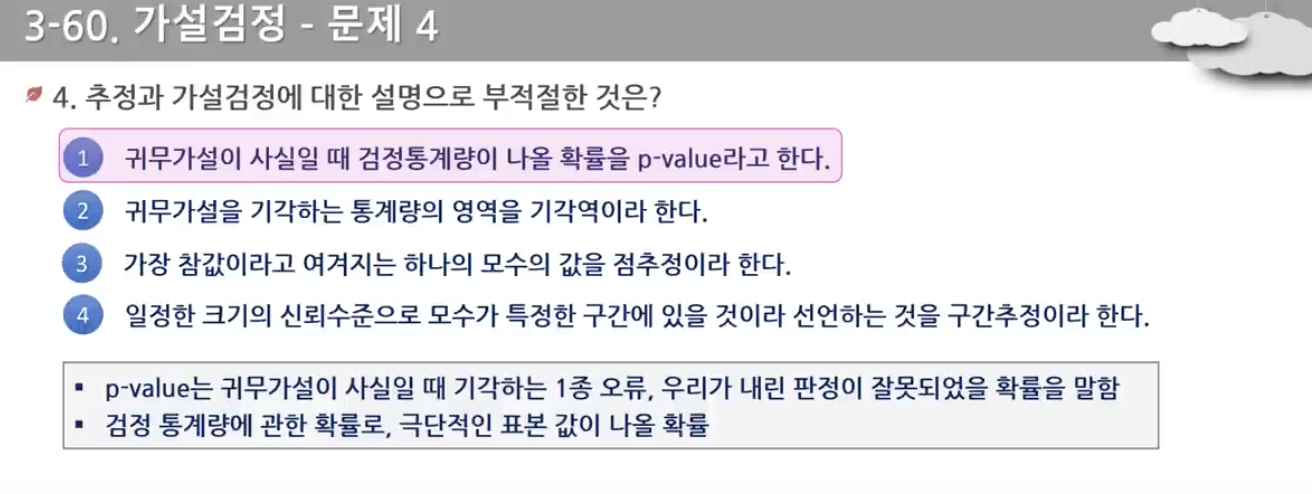 3-60. 가설검정 - 문제 4
4. 추정과 가설검정에 대한 설명으로 부적절한 것은?
1 귀무가설이 사실일 때 검정통계량이 나올 확률을 p-value라고 한다.
2 귀무가설을 기각하는 통계량의 영역을 기각역이라 한다.
3 가장 참값이라고 여겨지는 하나의 모수의 값을 점추정이라 한다.
4 일정한 크기의 신뢰수준으로 모수가 특정한 구간에 있을 것이라 선언하는 것을 구간추정이라 한다.
▪ p-value는 귀무가설이 사실일 때 기각하는 1종 오류, 우리가 내린 판정이 잘못되었을 확률을 말함
▪ 검정 통계량에 관한 확률로, 극단적인 표본 값이 나올 확률